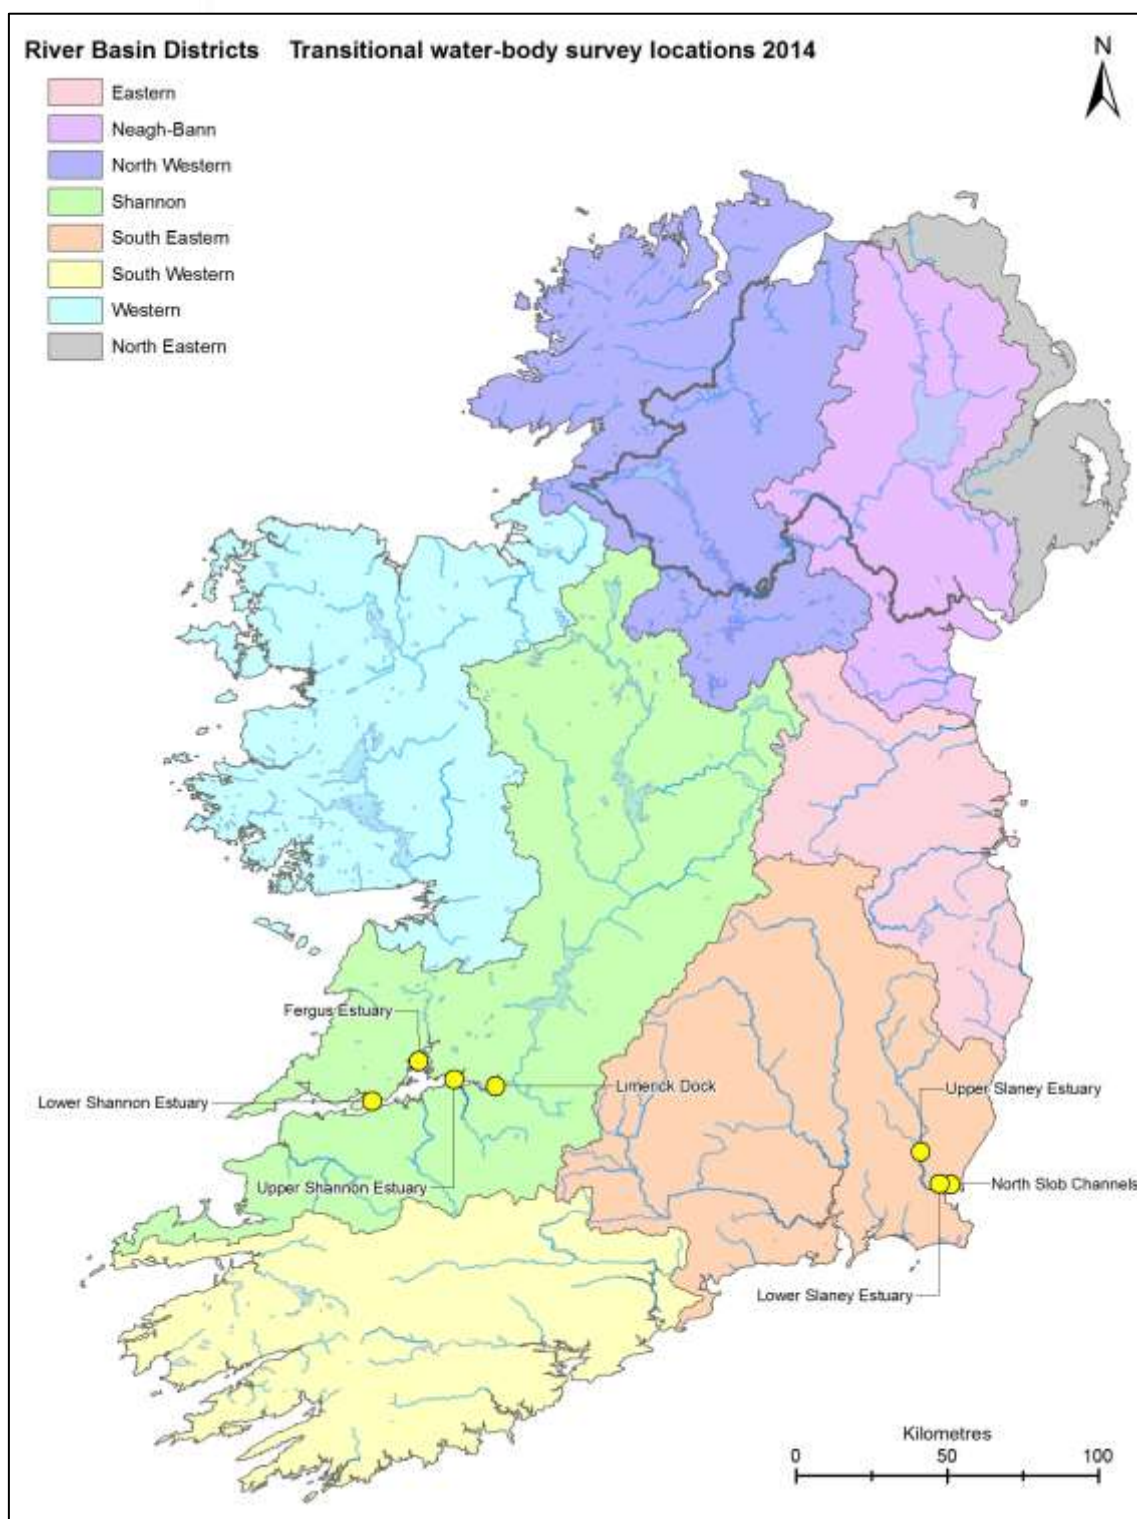 River Basin Districts Transitional water-body survey locations 2014
N
Eastern
Neagh-Bann
North Western
Shannon
South Eastern
South Western
Western
North Eastern
Fergus Estuary
Lower Shannon Estuary
Limerick Dock
Upper Slaney Estuary
Upper Shannon Estuary
North Slob Channels
Lower Slaney Estuary
Kilometres
0 50 100